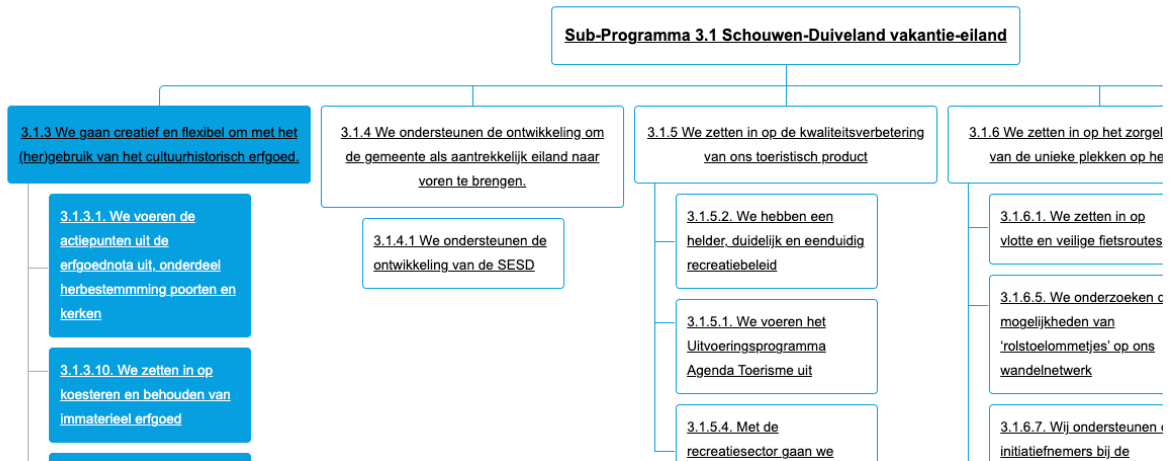 Sub-Programma 3.1 Schouwen-Duiveland vakantie-eiland
3.1.3 We gaan creatief en flexibel om met het
(her)gebruik van het cultuurhistorisch erfgoed.
3.1.3.1. We voeren de
actiepunten uit de
erfgoednota uit, onderdeel
herbestemmming poorten en
kerken
3.1.3.10. We zetten in op
koesteren en behouden van
immaterieel erfgoed
3.1.4 We ondersteunen de ontwikkeling om
de gemeente als aantrekkelijk eiland naar
voren te brengen.
3.1.4.1 We ondersteunen de
ontwikkeling van de SESD
3.1.5 We zetten in op de kwaliteitsverbetering
van ons toeristisch product
3.1.5.2. We hebben een
helder, duidelijk en eenduidig
recreatiebeleid
3.1.5.1. We voeren het
Uitvoeringsprogramma
Agenda Toerisme uit
3.1.5.4. Met de
recreatiesector gaan we
3.1.6 We zetten in op het
van de unieke plekken op
3.1.6.1. We zetten in op
vlotte en veilige fietsroutes
3.1.6.5. We onderzoeken
mogelijkheden van
‘rolstoelommetjes’ op ons
wandelnetwerk
3.1.6.7. Wij ondersteunen
initiatiefnemers bij de